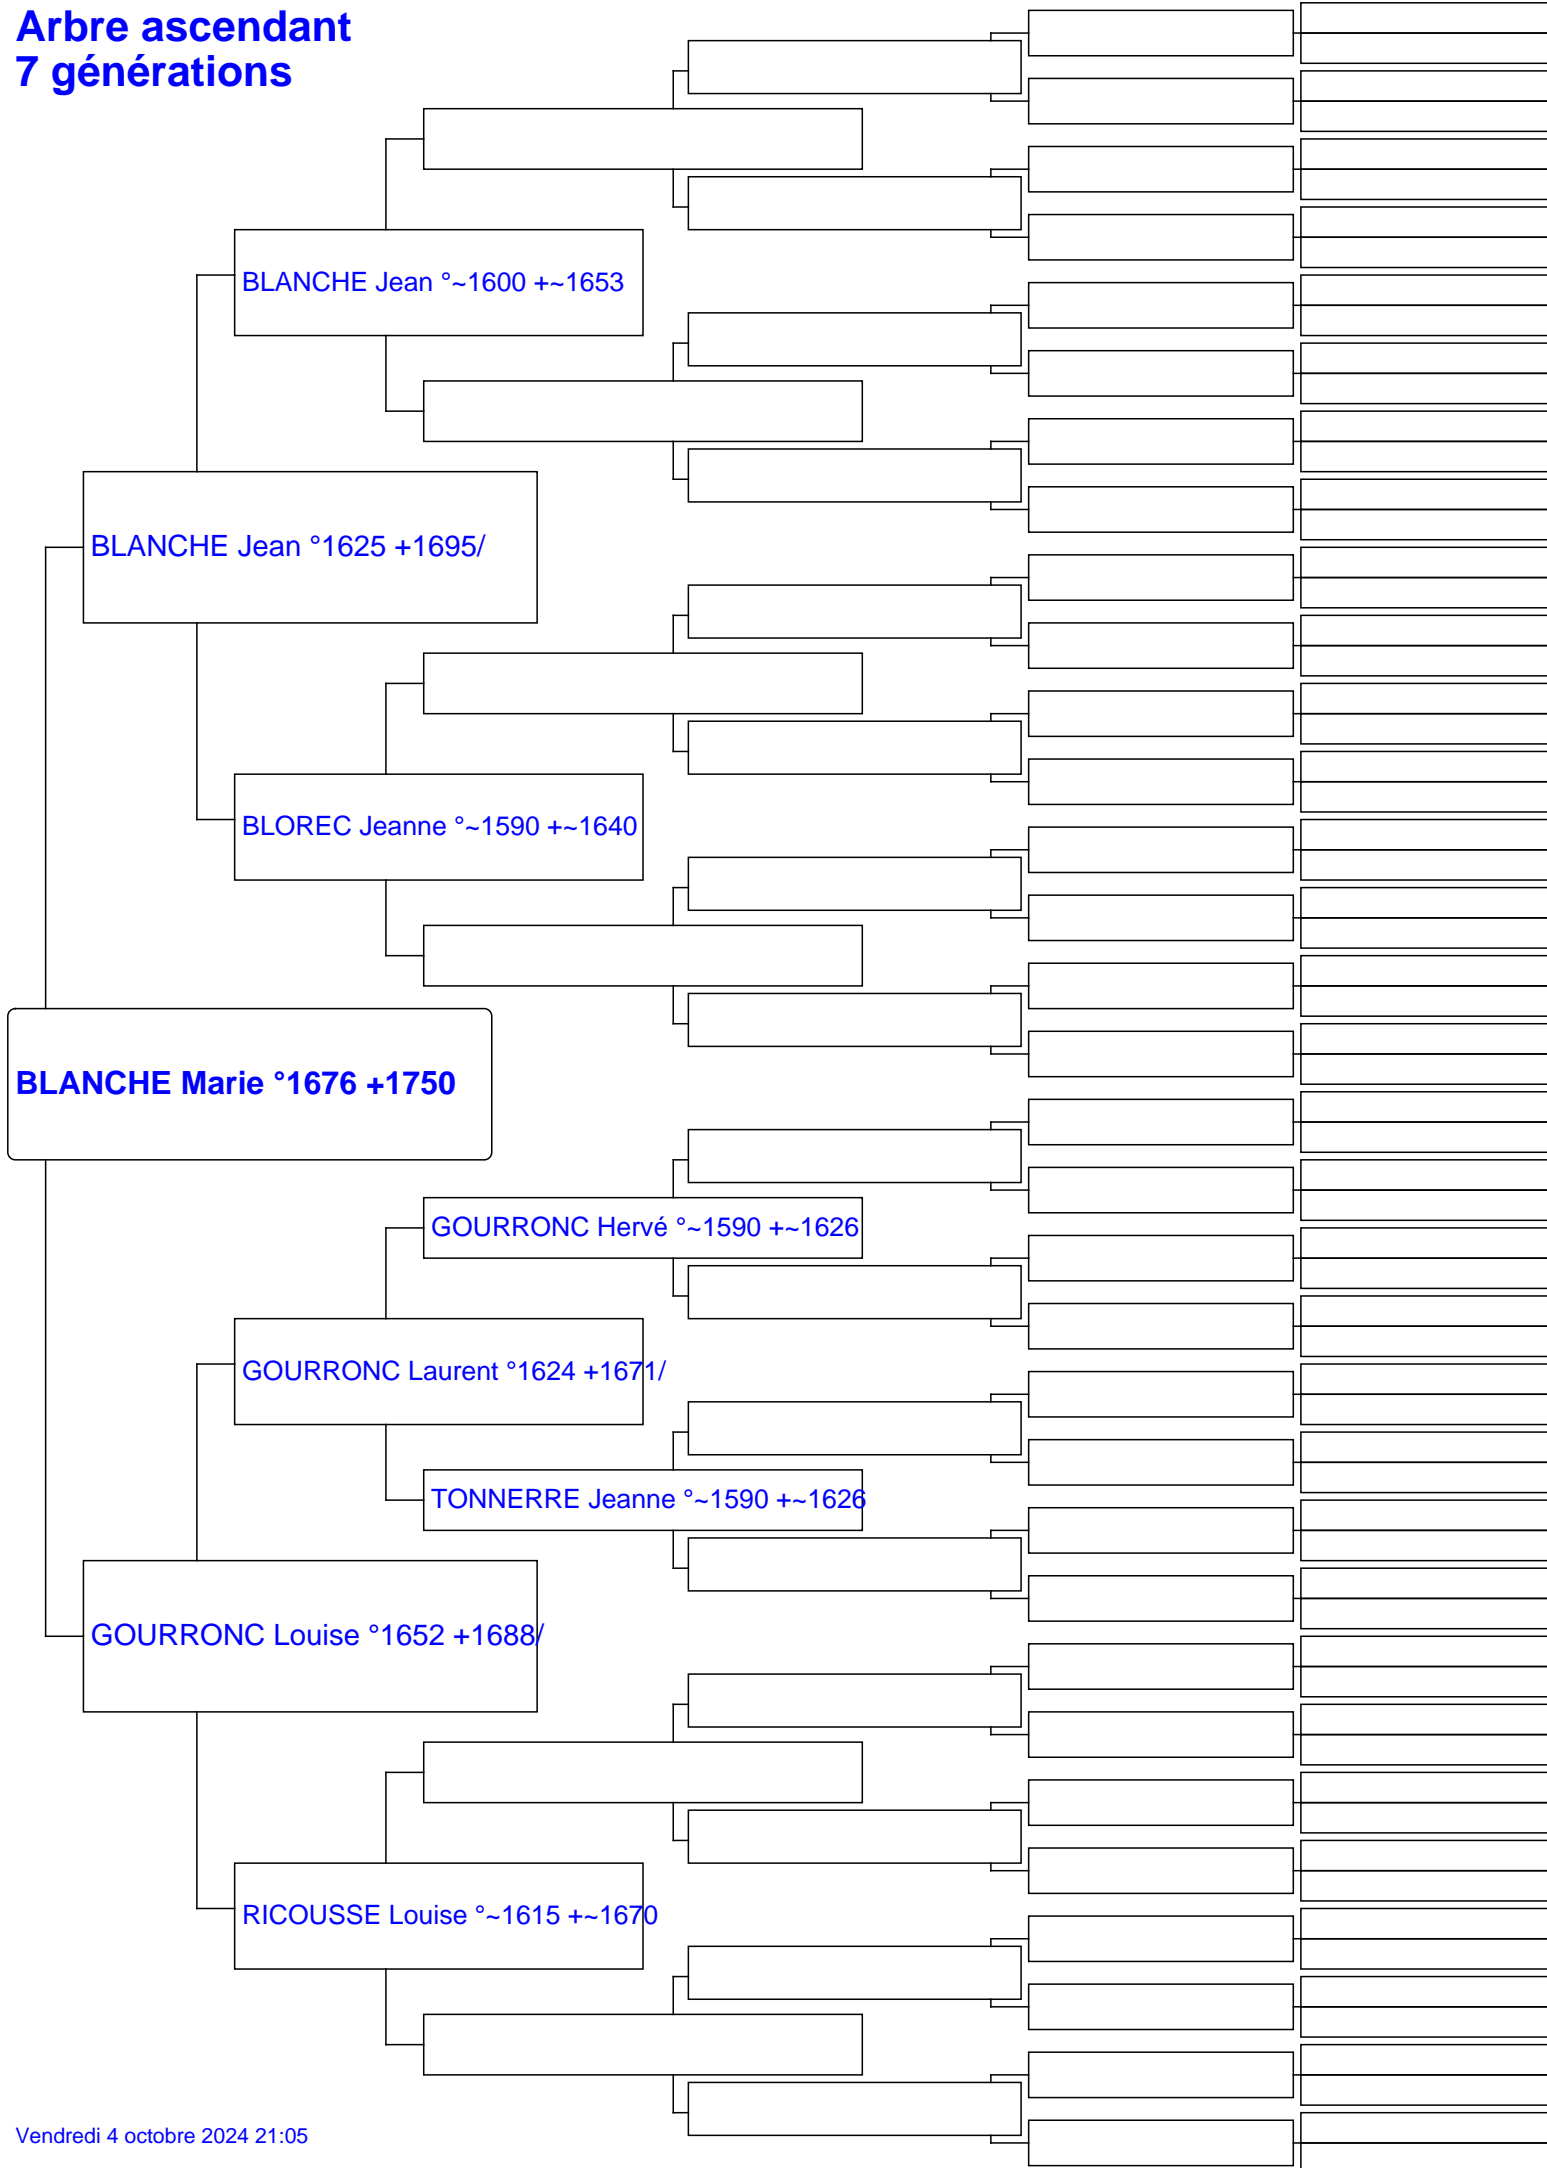 Arbre ascendant
7 générations
BLANCHE Jean °~1600 +~1653
BLANCHE Jean °1625 +1695/
BLOREC Jeanne °~1590 +~1640
BLANCHE Marie °1676 +1750
GOURRONC Hervé °~1590 +~1626
GOURRONC Laurent °1624 +1671/
TONNERRE Jeanne °~1590 +~1626
GOURRONC Louise °1652 +1688/
RICOUSSE Louise °~1615 +~1670
Vendredi 4 octobre 2024 21:05